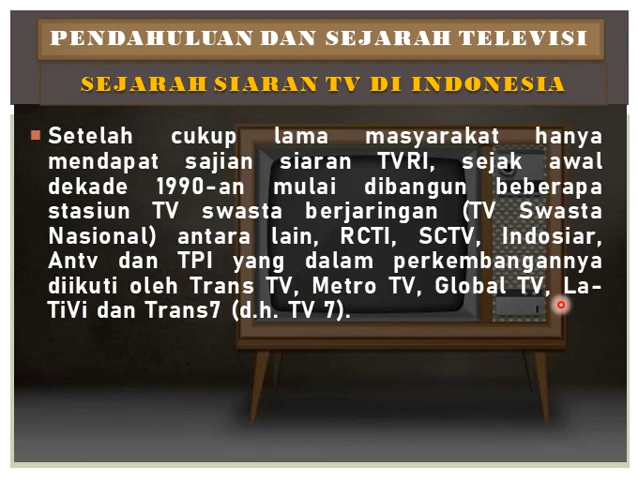 PENDAHULUAN DAN SEJARAH TELEVISI
SEJARAH SIARAN TV DI INDONESIA
Setelah cukup lama masyarakat hanya
mendapat sajian siaran TVRI, sejak awal
dekade 1990-an mulai dibangun beberapa
stasiun TV swasta berjaringan (TV Swasta
Nasional) antara lain, RCTI, SCTV, Indosiar,
Antv dan TPI yang dalam perkembangannya
diikuti oleh Trans TV, Metro TV, Global TV, La-
TiVi dan Trans7 (d.h. TV 7).